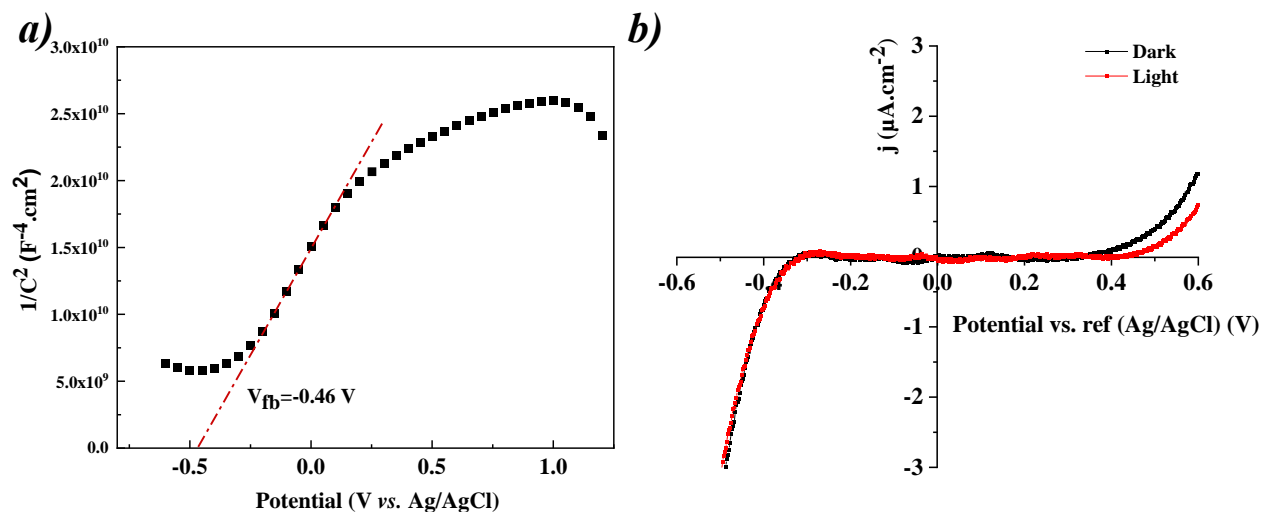 a)
3.0x10¹⁰
2.5x10¹⁰
2.0x10¹⁰
1.5x10¹⁰
1.0x10¹⁰
5.0x10⁹
0.0
1/C² (F⁻⁴.cm²)
V_fb=-0.46 V
-0.5 0.0 0.5 1.0
Potential (V vs. Ag/AgCl)
b)
Dark
Light
j (µA.cm⁻²)
3
2
1
0
-1
-2
-3
-0.6 -0.4 -0.2 0.0 0.2 0.4 0.6
Potential vs. ref (Ag/AgCl) (V)